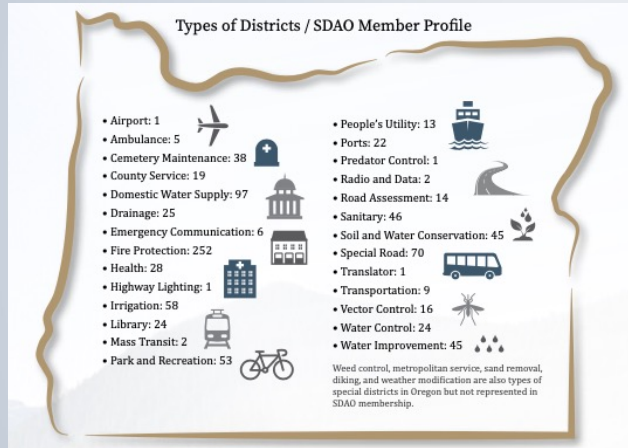 Types of Districts / SDAO Member Profile
• Airport: 1
• Ambulance: 5
• Cemetery Maintenance: 38
• County Service: 19
• Domestic Water Supply: 97
• Drainage: 25
• Emergency Communication: 6
• Fire Protection: 252
• Health: 28
• Highway Lighting: 1
• Irrigation: 58
• Library: 24
• Mass Transit: 2
• Park and Recreation: 53
• People's Utility: 13
• Ports: 22
• Predator Control: 1
• Radio and Data: 2
• Road Assessment: 14
• Sanitary: 46
• Soil and Water Conservation: 45
• Special Road: 70
• Translator: 1
• Transportation: 9
• Vector Control: 16
• Water Control: 24
• Water Improvement: 45
Weed control, metropolitan service, sand removal,
diking, and weather modification are also types of
special districts in Oregon but not represented in
SDAO membership.